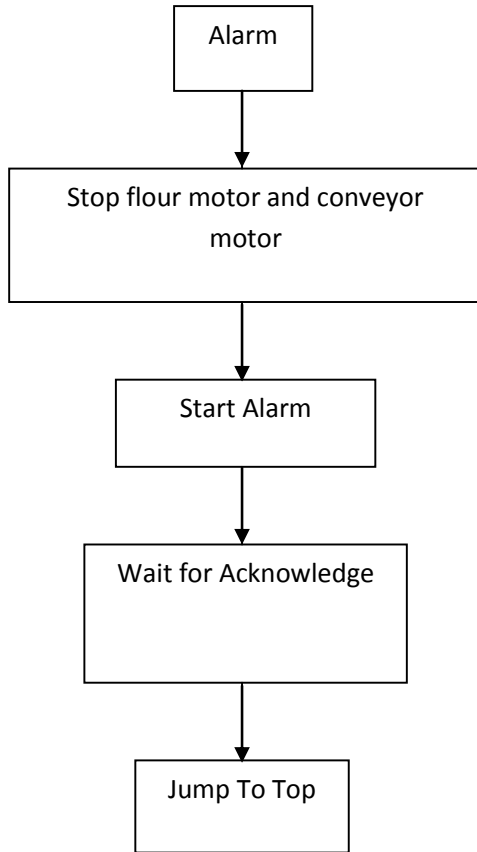 Alarm
Stop flour motor and conveyor
motor
Start Alarm
Wait for Acknowledge
Jump To Top